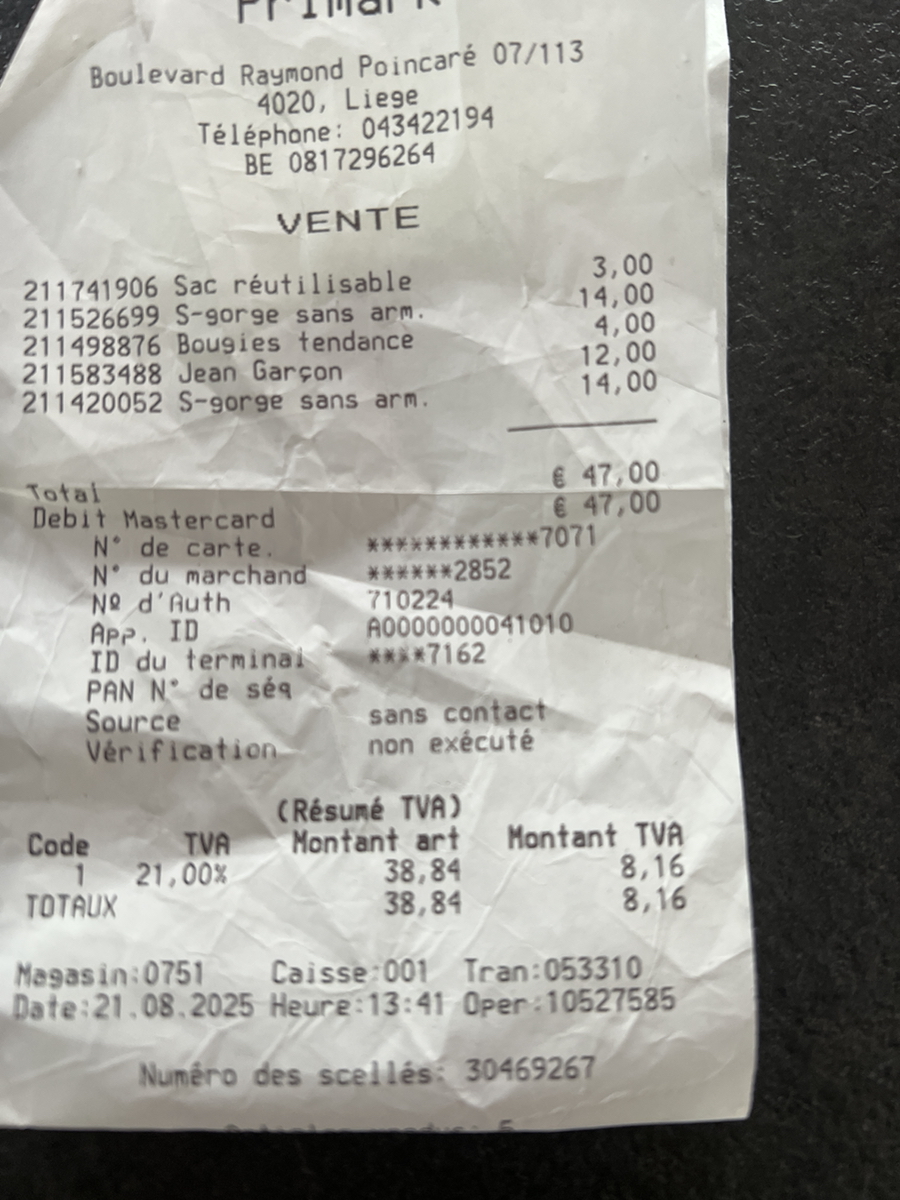 Primark
Boulevard Raymond Poincaré 07/113
4020, Liege
Téléphone: 043422194
BE 0817296264
VENTE
211741906 Sac réutilisable 3,00
211526699 S-gorge sans arm. 14,00
211498876 Bougies tendance 4,00
211583488 Jean Garçon 12,00
211420052 S-gorge sans arm. 14,00
Total € 47,00
Debit Mastercard € 47,00
N° de carte. ************7071
N° du marchand ******2852
Nº d'Auth 710224
App. ID A0000000041010
ID du terminal ****7162
PAN N° de séq
Source sans contact
Vérification non exécuté
(Résumé TVA)
Code TVA Montant art Montant TVA
1 21,00% 38,84 8,16
TOTAUX 38,84 8,16
Magasin:0751 Caisse:001 Tran:053310
Date:21.08.2025 Heure:13:41 Oper:10527585
Numéro des scellés: 30469267